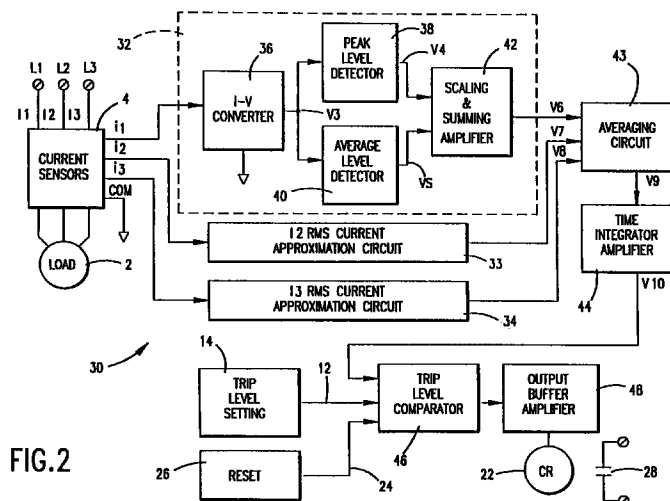 32
36
38
PEAK
LEVEL
DETECTOR
V4
42
43
L1
L2
L3
I1
I2
I3
4
CURRENT
SENSORS
i1
i2
i3
COM
I-V
CONVERTER
V3
SCALING
&
SUMMING
AMPLIFIER
V6
V7
V8
AVERAGING
CIRCUIT
V9
AVERAGE
LEVEL
DETECTOR
40
VS
LOAD
2
I2 RMS CURRENT
APPROXIMATION CIRCUIT
33
TIME
INTEGRATOR
AMPLIFIER
44
V10
I3 RMS CURRENT
APPROXIMATION CIRCUIT
34
30
14
TRIP
LEVEL
SETTING
12
TRIP
LEVEL
COMPARATOR
46
OUTPUT
BUFFER
AMPLIFIER
48
26
RESET
24
22
CR
28
FIG.2